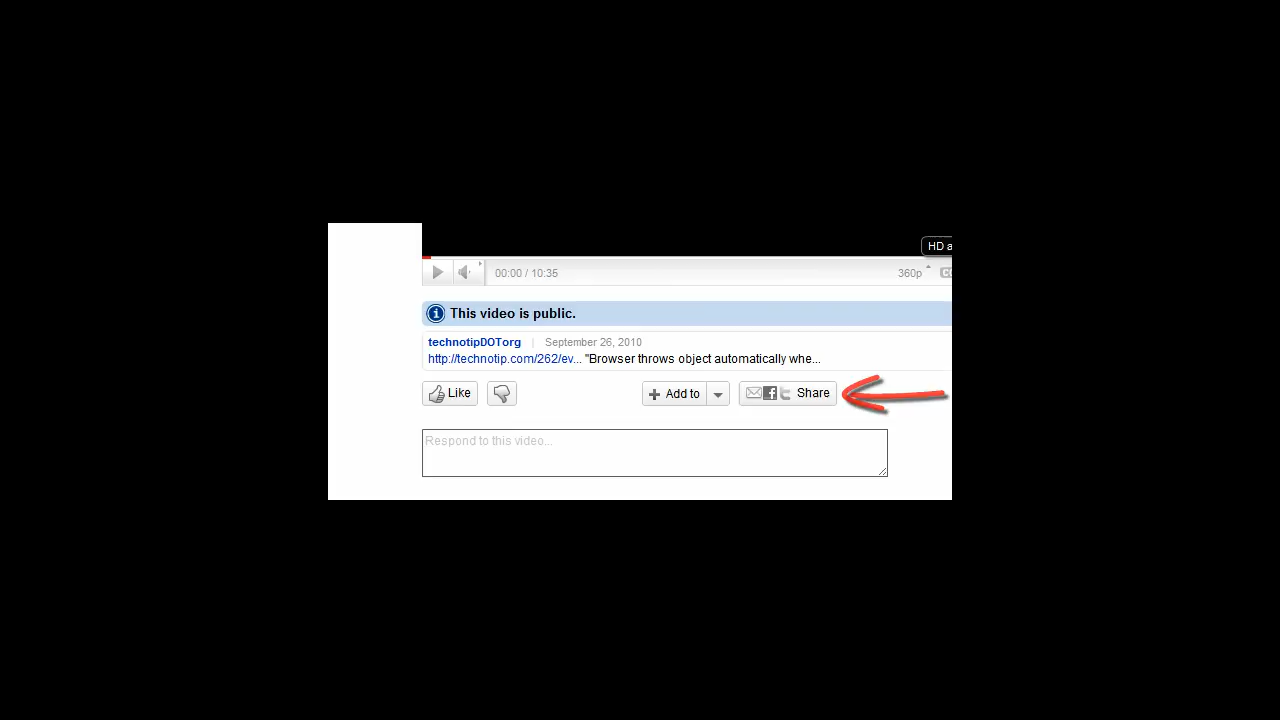 HD a
00:00 / 10:35
360p
This video is public.
technotipDOTorg | September 26, 2010
http://technotip.com/262/ev... "Browser throws object automatically whe...
Like
Add to
Share
Respond to this video...